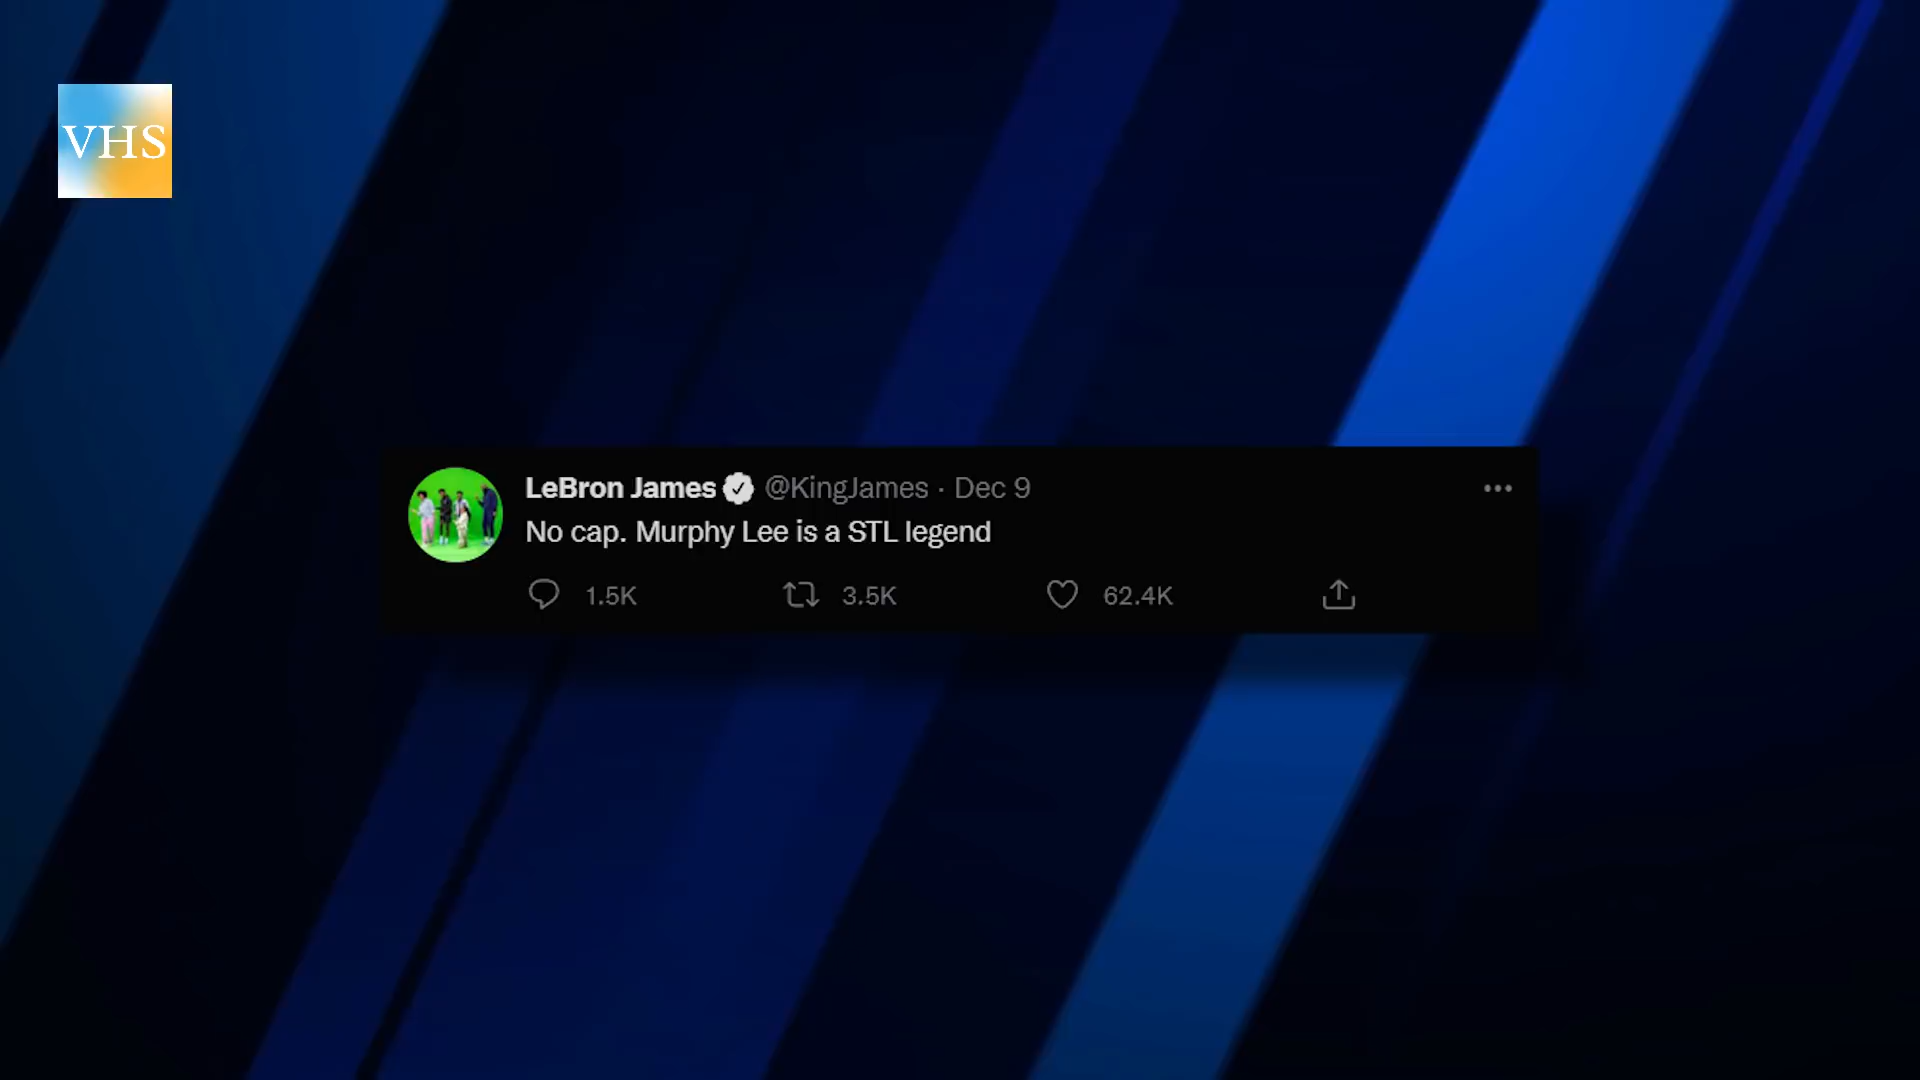 VHS
LeBron James @KingJames · Dec 9
No cap. Murphy Lee is a STL legend
1.5K 3.5K 62.4K